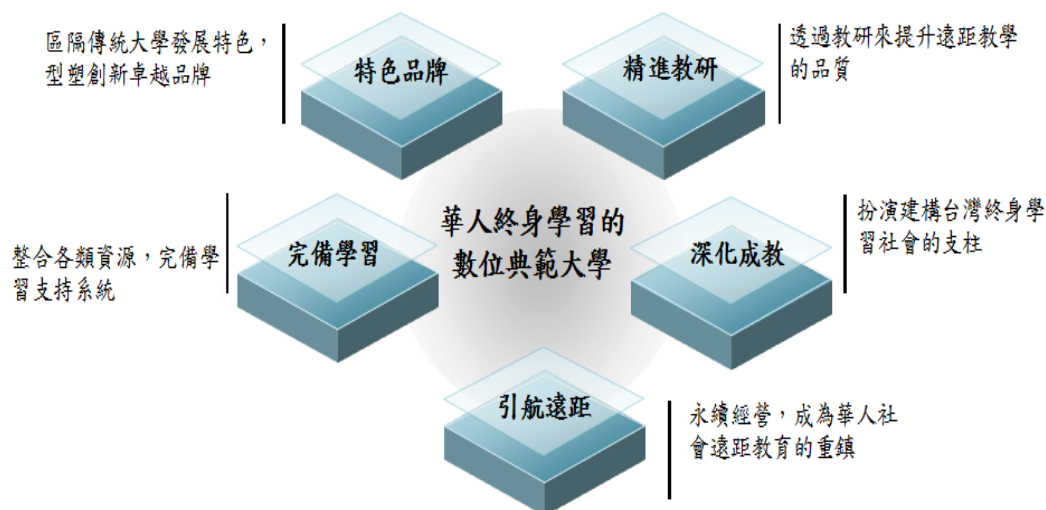 區隔傳統大學發展特色，
型塑創新卓越品牌
特色品牌
精進教研
透過教研來提升遠距教學
的品質
整合各類資源，完備學
習支持系統
完備學習
華人終身學習的
數位典範大學
深化成教
扮演建構台灣終身學
習社會的支柱
引航遠距
永續經營，成為華人社
會遠距教育的重鎮